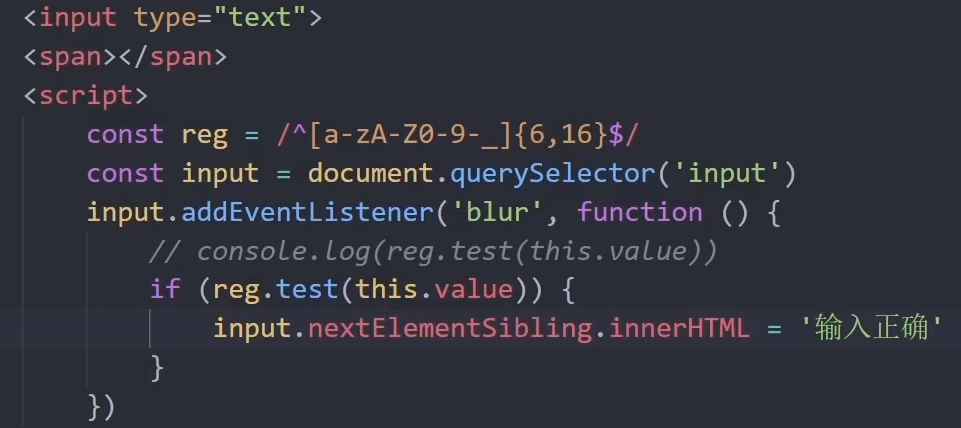 <input type="text">
<span></span>
<script>
    const reg = /^[a-zA-Z0-9-_]{6,16}$/
    const input = document.querySelector('input')
    input.addEventListener('blur', function () {
        // console.log(reg.test(this.value))
        if (reg.test(this.value)) {
            input.nextElementSibling.innerHTML = '输入正确'
        }
    })